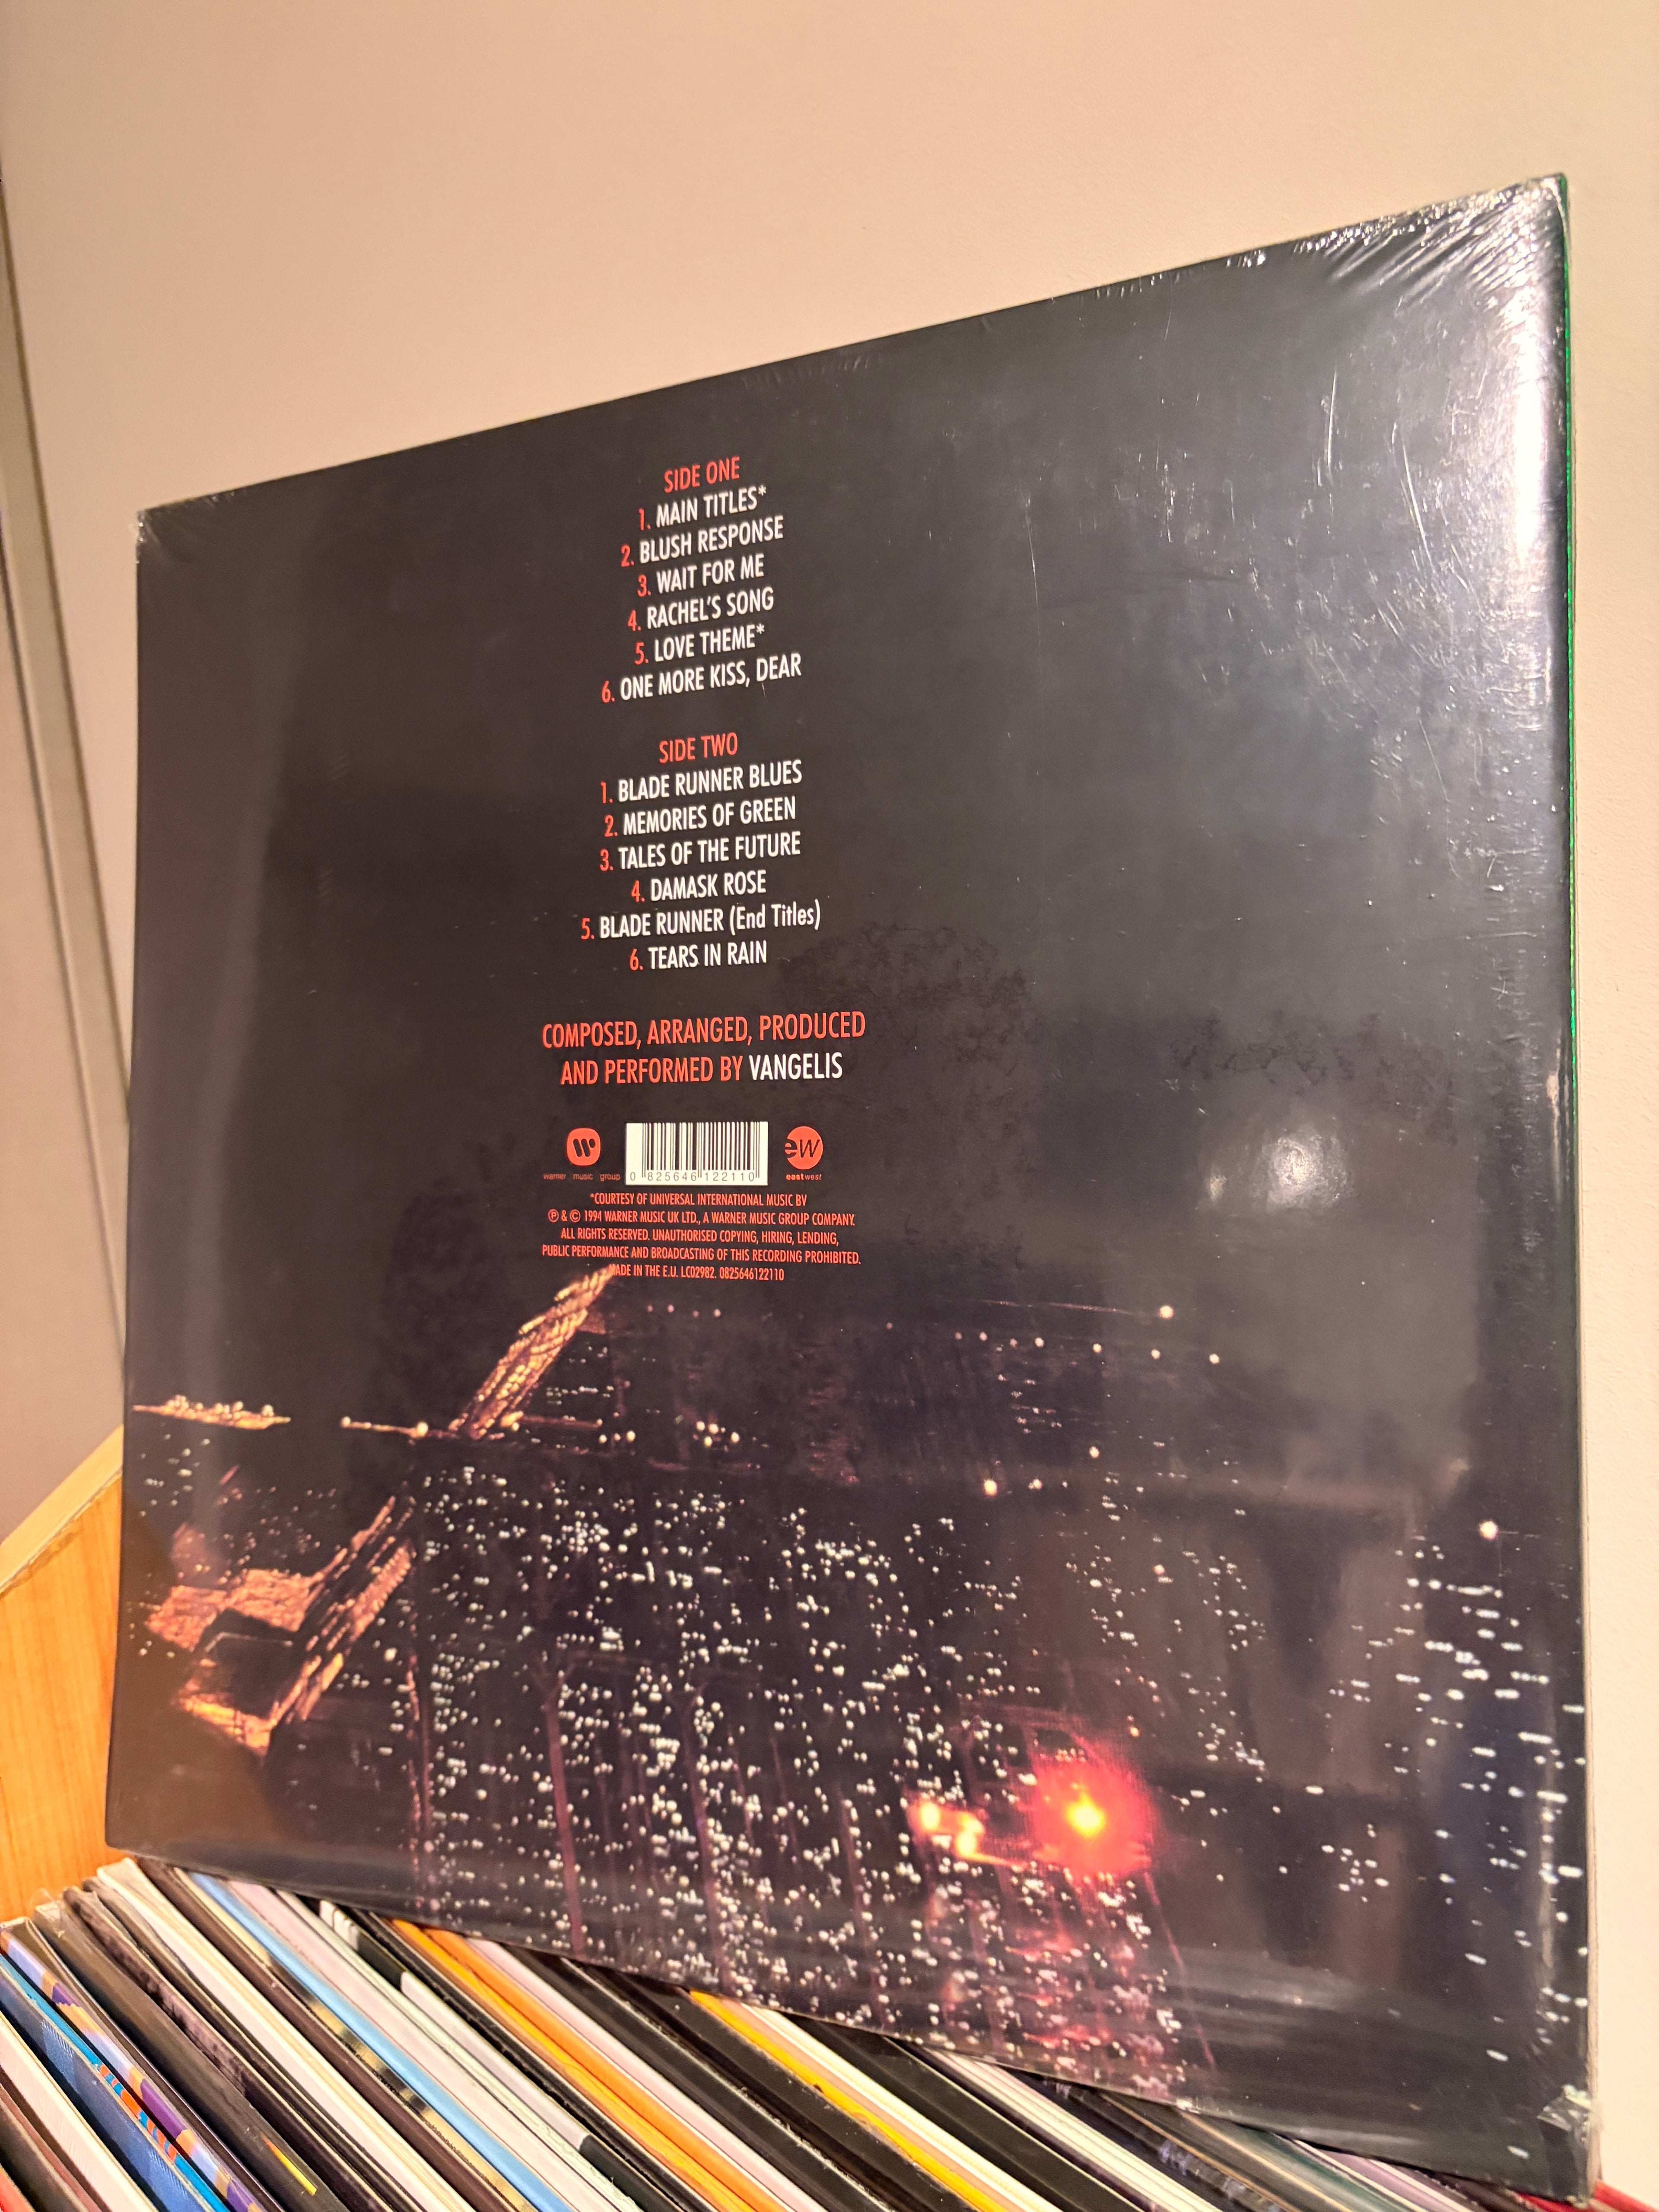 SIDE ONE
1. MAIN TITLES*
2. BLUSH RESPONSE
3. WAIT FOR ME
4. RACHEL'S SONG
5. LOVE THEME*
6. ONE MORE KISS, DEAR
SIDE TWO
1. BLADE RUNNER BLUES
2. MEMORIES OF GREEN
3. TALES OF THE FUTURE
4. DAMASK ROSE
5. BLADE RUNNER (End Titles)
6. TEARS IN RAIN
COMPOSED, ARRANGED, PRODUCED
AND PERFORMED BY VANGELIS
warner music group
0 825646 122110
ew
eastwest
*COURTESY OF UNIVERSAL INTERNATIONAL MUSIC BV
℗ & © 1994 WARNER MUSIC UK LTD., A WARNER MUSIC GROUP COMPANY.
ALL RIGHTS RESERVED. UNAUTHORISED COPYING, HIRING, LENDING,
PUBLIC PERFORMANCE AND BROADCASTING OF THIS RECORDING PROHIBITED.
MADE IN THE E.U. LC02982. 0825646122110